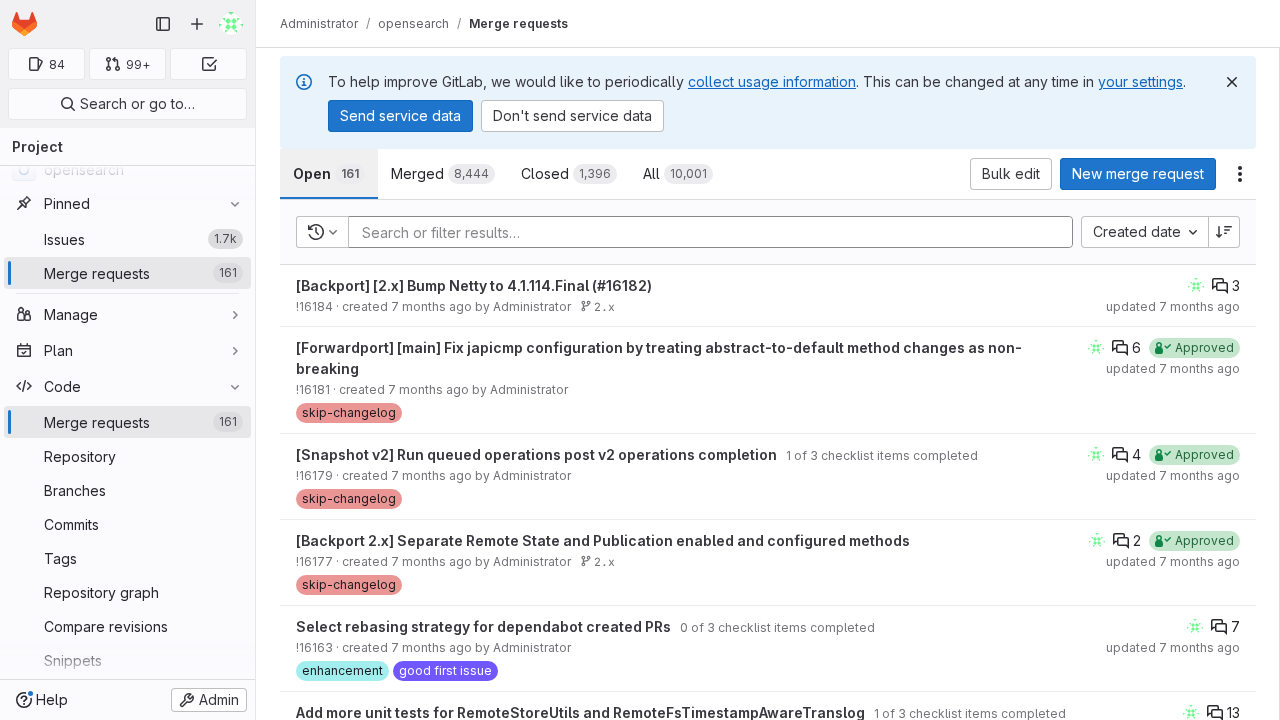 Administrator / opensearch / Merge requests
84
99+
Search or go to…
Project
opensearch
Pinned
Issues 1.7k
Merge requests 161
Manage
Plan
Code
Merge requests 161
Repository
Branches
Commits
Tags
Repository graph
Compare revisions
Snippets
Help
Admin
To help improve GitLab, we would like to periodically collect usage information. This can be changed at any time in your settings.
Send service data
Don't send service data
Open 161
Merged 8,444
Closed 1,396
All 10,001
Bulk edit
New merge request
Search or filter results…
Created date
[Backport] [2.x] Bump Netty to 4.1.114.Final (#16182)
3
!16184 · created 7 months ago by Administrator 2.x
updated 7 months ago
[Forwardport] [main] Fix japicmp configuration by treating abstract-to-default method changes as non-
breaking
6 Approved
!16181 · created 7 months ago by Administrator
updated 7 months ago
skip-changelog
[Snapshot v2] Run queued operations post v2 operations completion 1 of 3 checklist items completed
4 Approved
!16179 · created 7 months ago by Administrator
updated 7 months ago
skip-changelog
[Backport 2.x] Separate Remote State and Publication enabled and configured methods
2 Approved
!16177 · created 7 months ago by Administrator 2.x
updated 7 months ago
skip-changelog
Select rebasing strategy for dependabot created PRs 0 of 3 checklist items completed
7
!16163 · created 7 months ago by Administrator
updated 7 months ago
enhancement good first issue
Add more unit tests for RemoteStoreUtils and RemoteFsTimestampAwareTranslog 1 of 3 checklist items completed
13